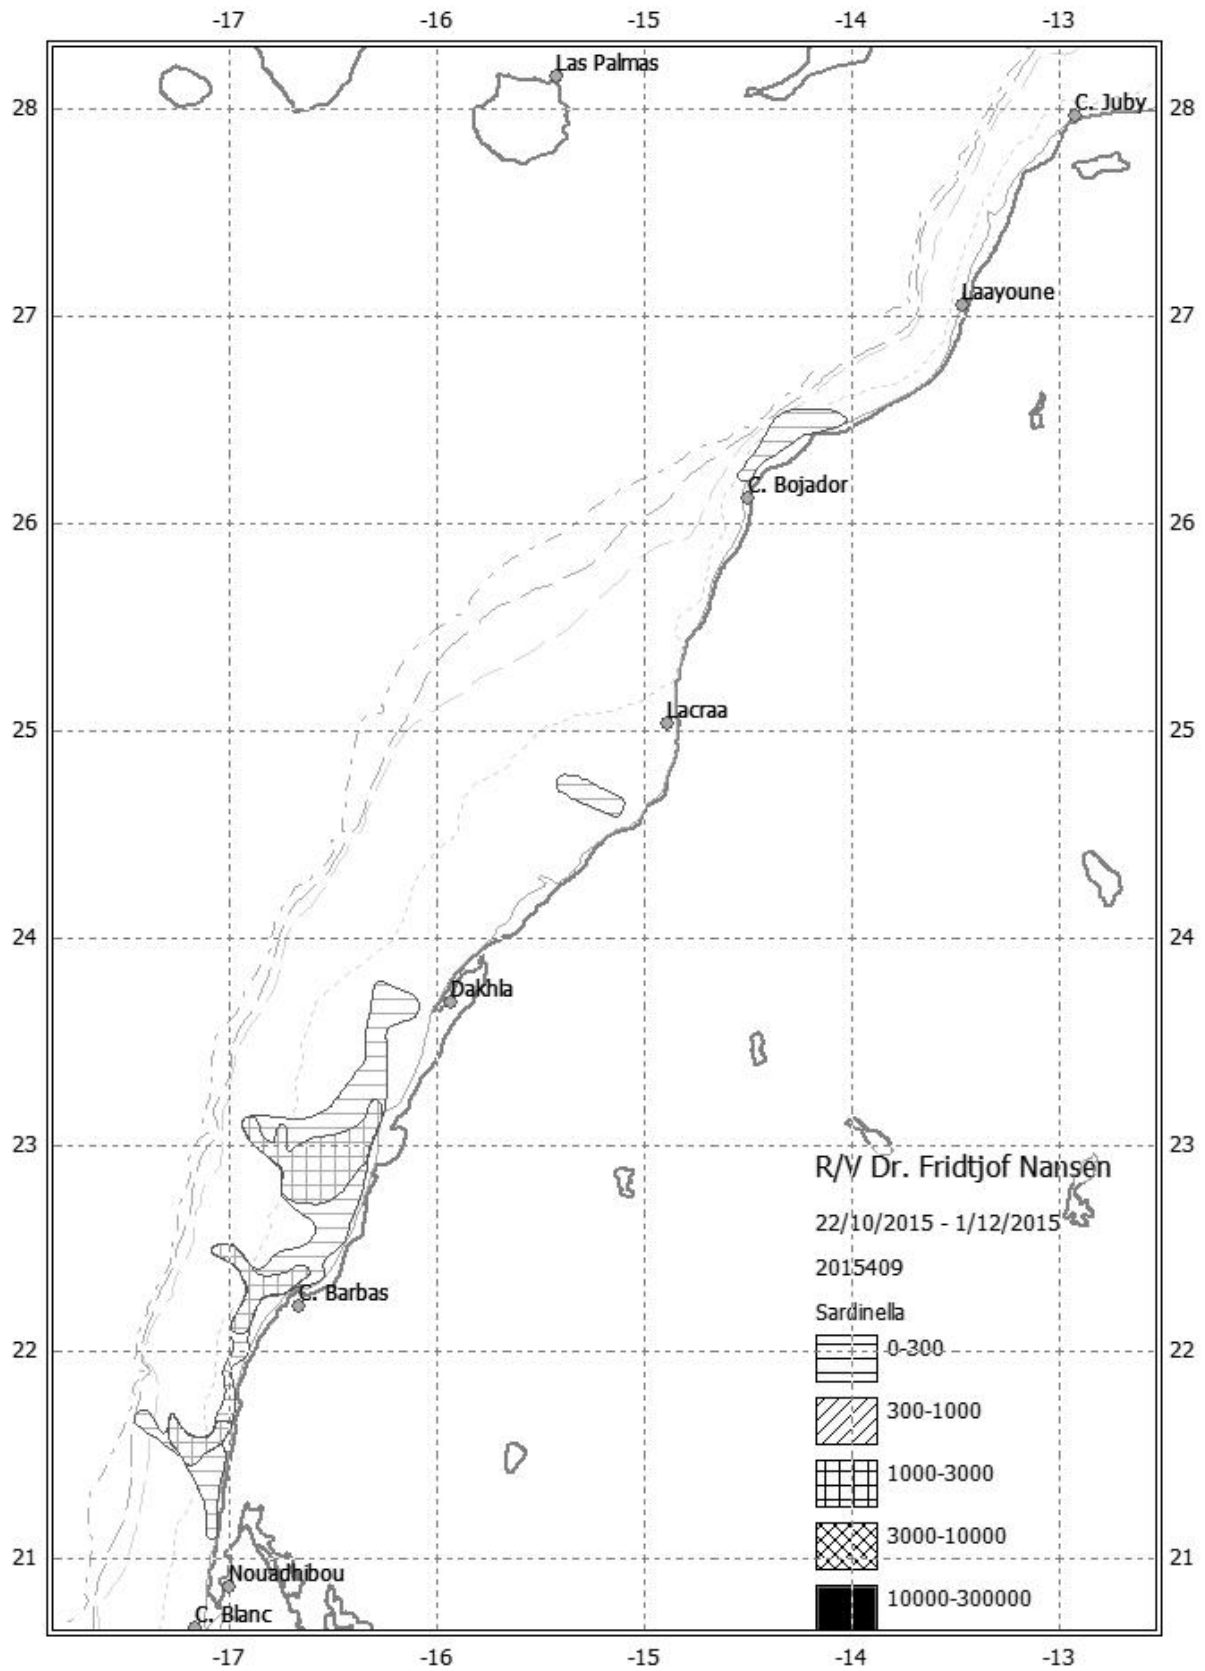 -17 -16 -15 -14 -13
Las Palmas
28 C. Juby 28
Laayoune
27 27
C. Bojador
26 26
Lacraa
25 25
24 24
Dakhla
23 23
R/V Dr. Fridtjof Nansen
22/10/2015 - 1/12/2015
2015409
C. Barbas
Sardinella
22 0-300 22
300-1000
1000-3000
3000-10000
21 21
Nouadhibou
10000-300000
C. Blanc
-17 -16 -15 -14 -13